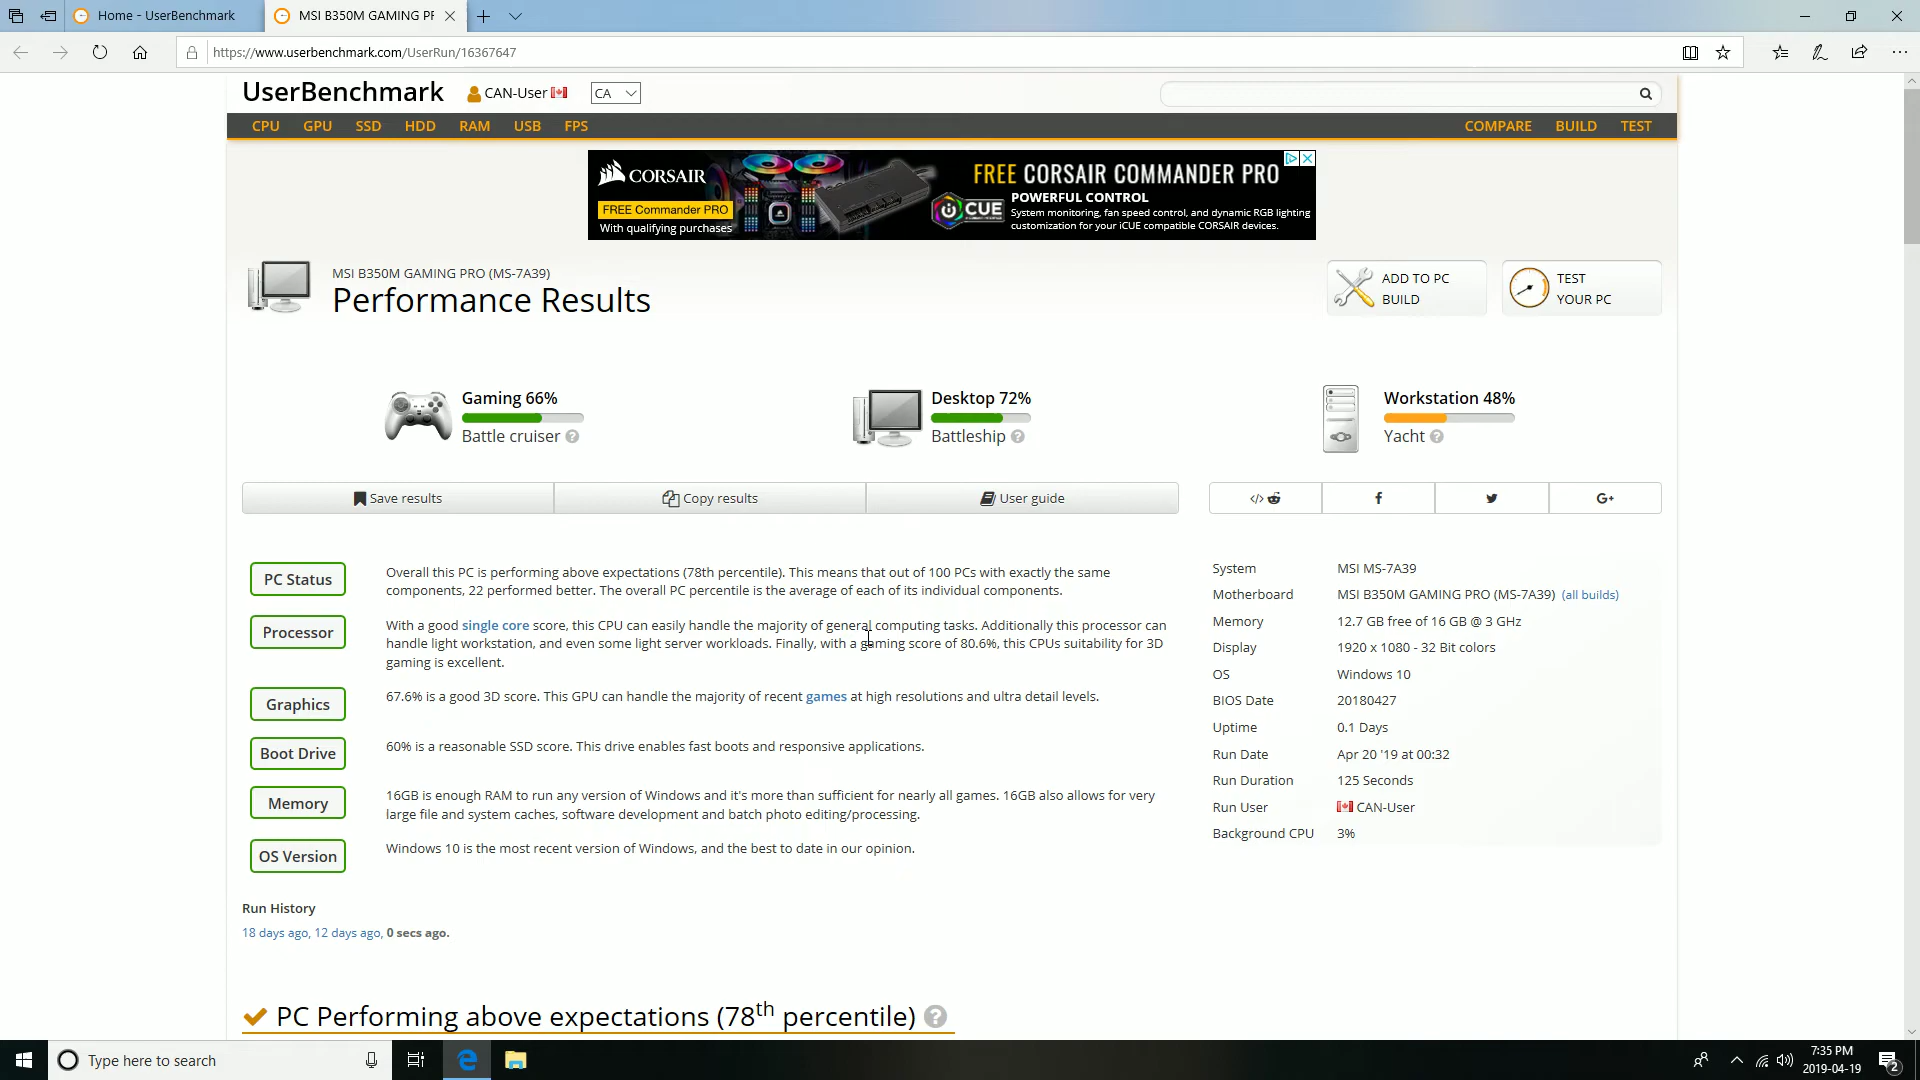 Home - UserBenchmark
MSI B350M GAMING PR
https://www.userbenchmark.com/UserRun/16367647
UserBenchmark
CAN-User
CA
CPU GPU SSD HDD RAM USB FPS
COMPARE BUILD TEST
CORSAIR
FREE Commander PRO
With qualifying purchases
iCUE
FREE CORSAIR COMMANDER PRO
POWERFUL CONTROL
System monitoring, fan speed control, and dynamic RGB lighting
customization for your iCUE compatible CORSAIR devices.
MSI B350M GAMING PRO (MS-7A39)
Performance Results
ADD TO PC
BUILD
TEST
YOUR PC
Gaming 66%
Battle cruiser ?
Desktop 72%
Battleship ?
Workstation 48%
Yacht ?
Save results
Copy results
User guide
</>
f
G+
PC Status
Overall this PC is performing above expectations (78th percentile). This means that out of 100 PCs with exactly the same
components, 22 performed better. The overall PC percentile is the average of each of its individual components.
Processor
With a good single core score, this CPU can easily handle the majority of general computing tasks. Additionally this processor can
handle light workstation, and even some light server workloads. Finally, with a gaming score of 80.6%, this CPUs suitability for 3D
gaming is excellent.
Graphics
67.6% is a good 3D score. This GPU can handle the majority of recent games at high resolutions and ultra detail levels.
Boot Drive
60% is a reasonable SSD score. This drive enables fast boots and responsive applications.
Memory
16GB is enough RAM to run any version of Windows and it's more than sufficient for nearly all games. 16GB also allows for very
large file and system caches, software development and batch photo editing/processing.
OS Version
Windows 10 is the most recent version of Windows, and the best to date in our opinion.
System MSI MS-7A39
Motherboard MSI B350M GAMING PRO (MS-7A39) (all builds)
Memory 12.7 GB free of 16 GB @ 3 GHz
Display 1920 x 1080 - 32 Bit colors
OS Windows 10
BIOS Date 20180427
Uptime 0.1 Days
Run Date Apr 20 '19 at 00:32
Run Duration 125 Seconds
Run User CAN-User
Background CPU 3%
Run History
18 days ago, 12 days ago, 0 secs ago.
PC Performing above expectations (78th percentile) ?
Type here to search
7:35 PM
2019-04-19
2